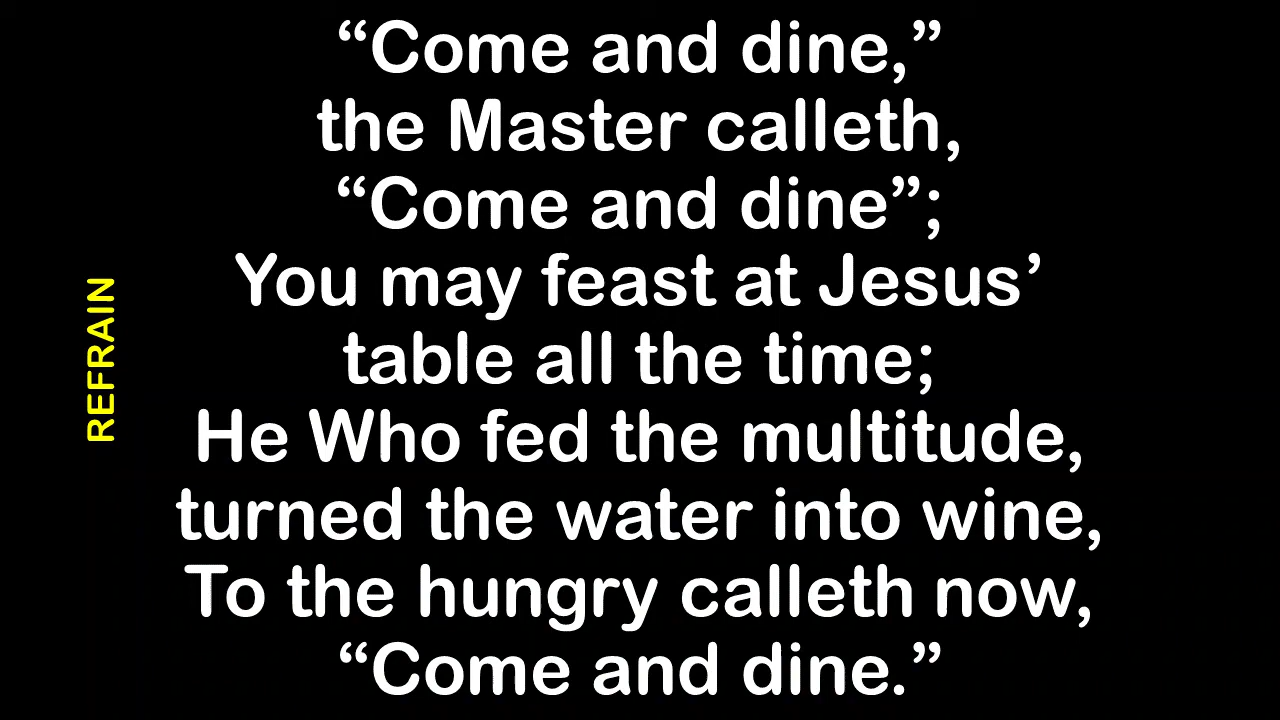 “Come and dine,”
the Master calleth,
“Come and dine”;
You may feast at Jesus’
table all the time;
He Who fed the multitude,
turned the water into wine,
To the hungry calleth now,
“Come and dine.”
REFRAIN